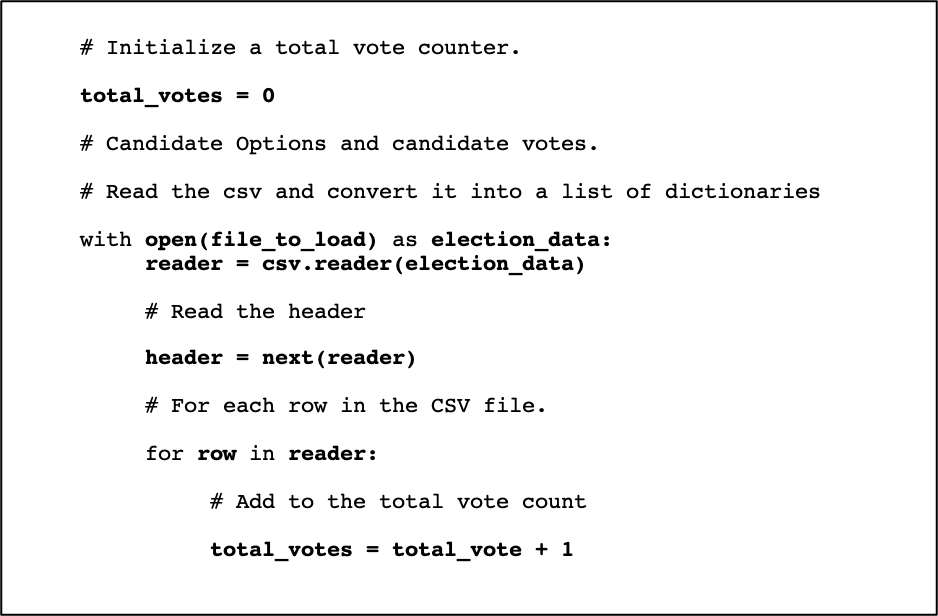 # Initialize a total vote counter.
total_votes = 0
# Candidate Options and candidate votes.
# Read the csv and convert it into a list of dictionaries
with open(file_to_load) as election_data:
reader = csv.reader(election_data)
# Read the header
header = next(reader)
# For each row in the CSV file.
for row in reader:
# Add to the total vote count
total_votes = total_vote + 1